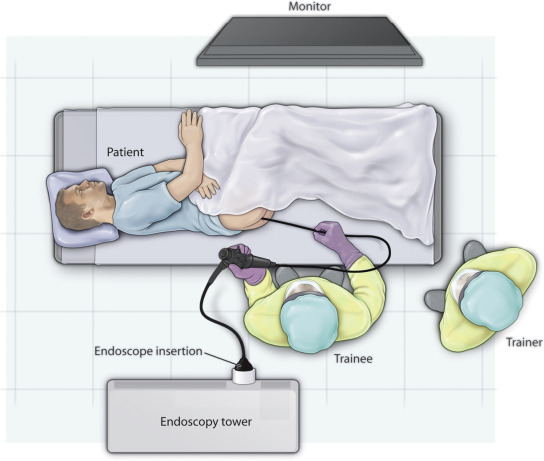 Monitor
Patient
Trainer
Endoscope insertion
Trainee
Endoscopy tower